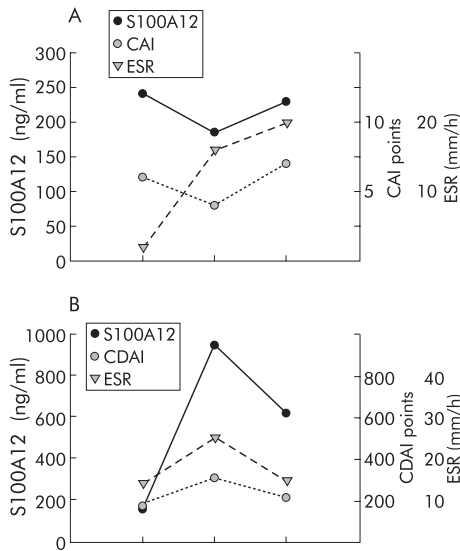 A
S100A12
CAI
ESR
300
250
200
150
100
50
0
S100A12 (ng/ml)
10
5
CAI points
20
10
ESR (mm/h)
B
S100A12
CDAI
ESR
1000
800
600
400
200
0
S100A12 (ng/ml)
800
600
400
200
CDAI points
40
30
20
10
ESR (mm/h)